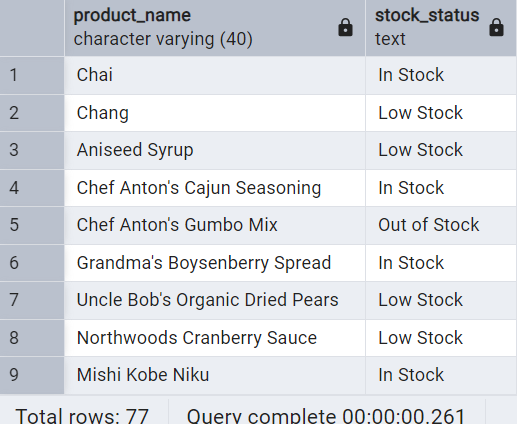 product_name stock_status
character varying (40) text
1 Chai In Stock
2 Chang Low Stock
3 Aniseed Syrup Low Stock
4 Chef Anton's Cajun Seasoning In Stock
5 Chef Anton's Gumbo Mix Out of Stock
6 Grandma's Boysenberry Spread In Stock
7 Uncle Bob's Organic Dried Pears Low Stock
8 Northwoods Cranberry Sauce Low Stock
9 Mishi Kobe Niku In Stock
Total rows: 77 Query complete 00:00:00.261